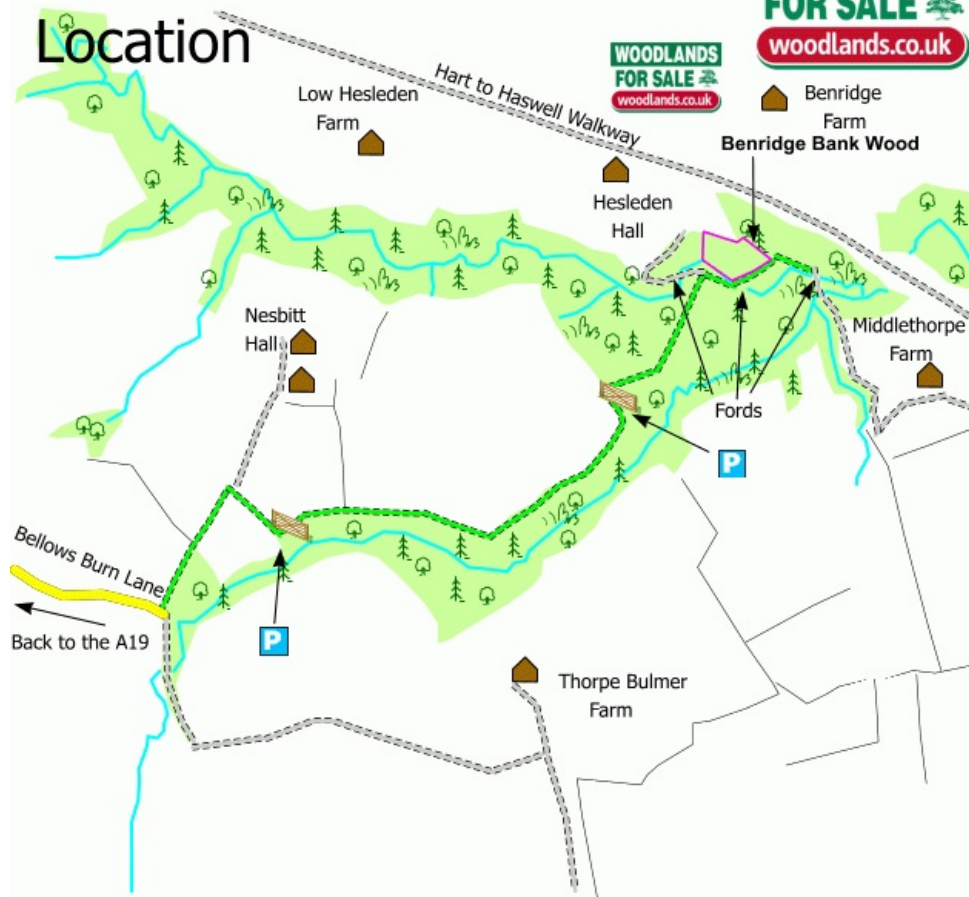 Location
FOR SALE
woodlands.co.uk
WOODLANDS
FOR SALE
woodlands.co.uk
Hart to Haswell Walkway
Low Hesleden
Farm
Benridge
Farm
Benridge Bank Wood
Hesleden
Hall
Nesbitt
Hall
Middlethorpe
Farm
Fords
P
Bellows Burn Lane
Back to the A19
P
Thorpe Bulmer
Farm